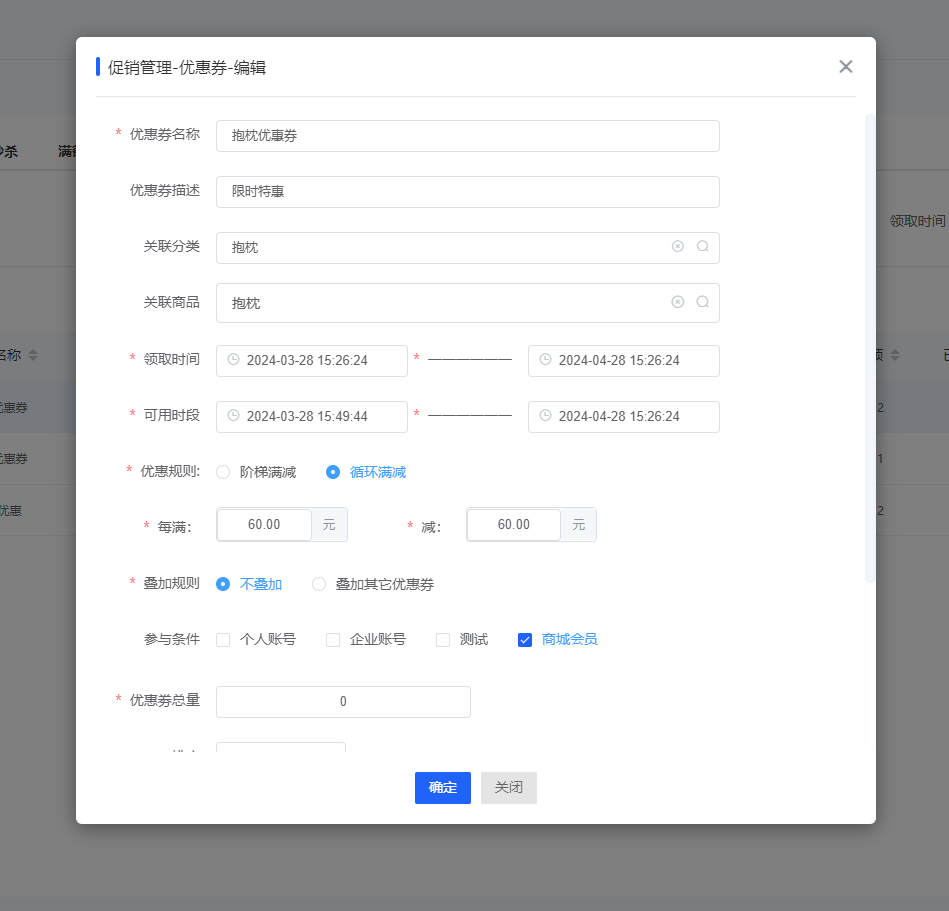 促销管理-优惠券-编辑
杀
满
* 优惠券名称 抱枕优惠券
优惠券描述 限时特惠
领取时间
关联分类 抱枕
关联商品 抱枕
名称
* 领取时间 2024-03-28 15:26:24 * —————— 2024-04-28 15:26:24
优惠券
2
* 可用时段 2024-03-28 15:49:44 * —————— 2024-04-28 15:26:24
优惠券
1
* 优惠规则: 阶梯满减 循环满减
优惠
2
* 每满: 60.00 元 * 减: 60.00 元
* 叠加规则 不叠加 叠加其它优惠券
参与条件 个人账号 企业账号 测试 商城会员
* 优惠券总量 0
确定 关闭